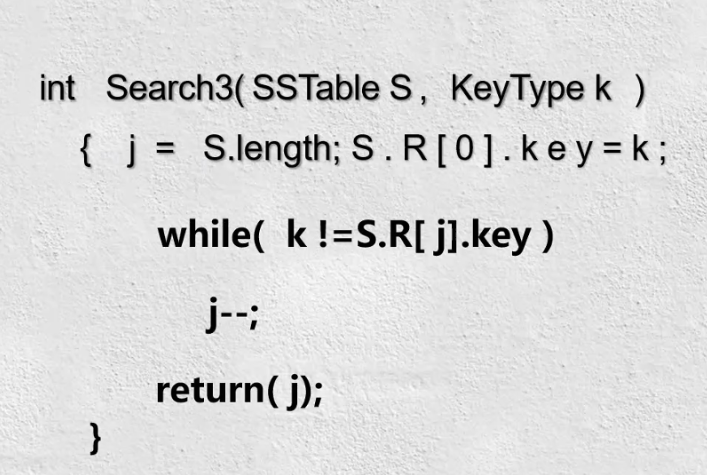 int Search3( SSTable S , KeyType k )
{ j = S.length; S . R [ 0 ] . k e y = k ;
while( k !=S.R[ j].key )
j--;
return( j);
}